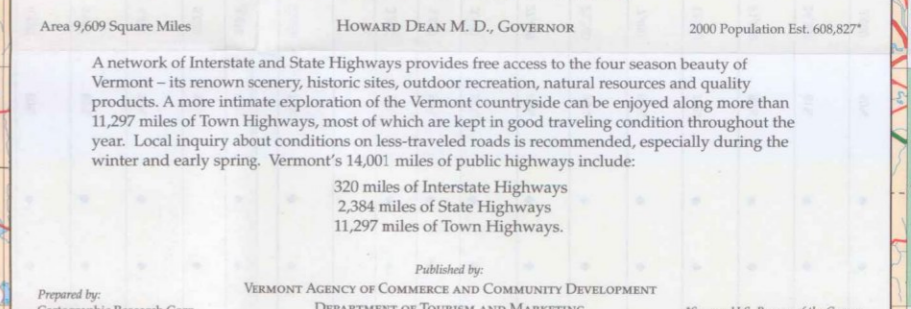 Area 9,609 Square Miles
Howard Dean M. D., Governor
2000 Population Est. 608,827*
A network of Interstate and State Highways provides free access to the four season beauty of
Vermont – its renown scenery, historic sites, outdoor recreation, natural resources and quality
products. A more intimate exploration of the Vermont countryside can be enjoyed along more than
11,297 miles of Town Highways, most of which are kept in good traveling condition throughout the
year. Local inquiry about conditions on less-traveled roads is recommended, especially during the
winter and early spring. Vermont's 14,001 miles of public highways include:
320 miles of Interstate Highways
2,384 miles of State Highways
11,297 miles of Town Highways.
Published by:
Vermont Agency of Commerce and Community Development
Prepared by:
Department of Tourism and Marketing